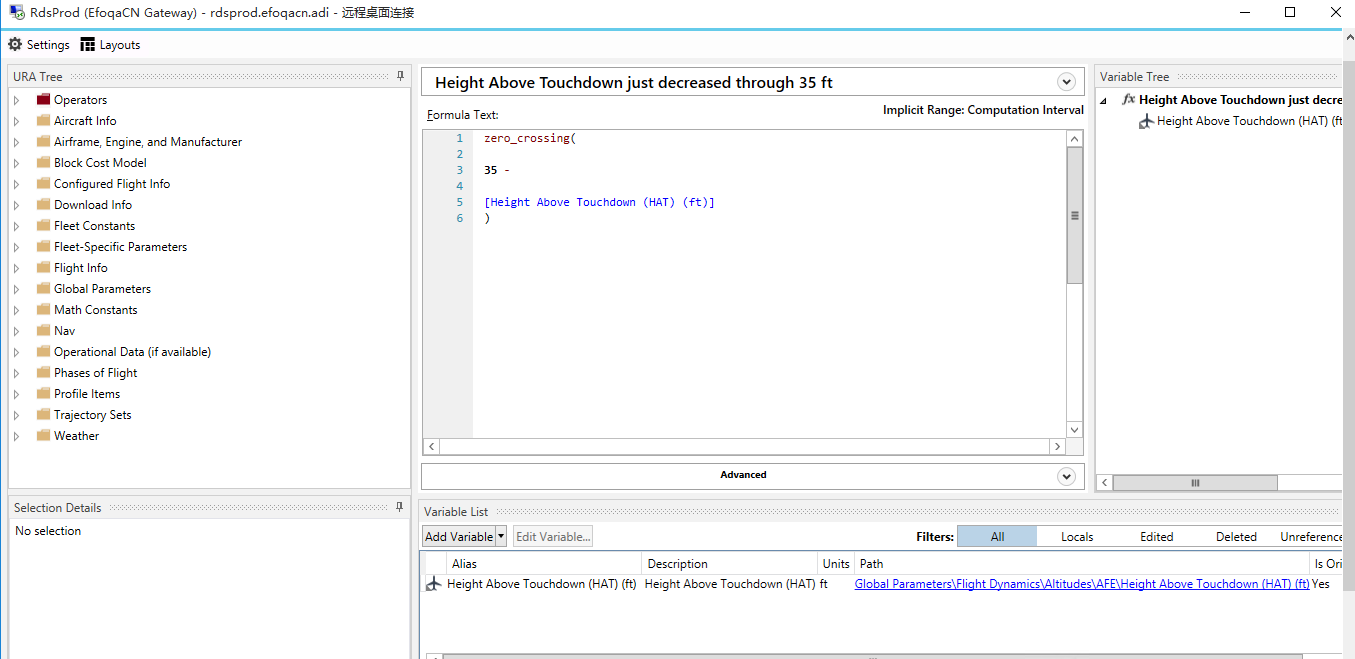 RdsProd (EfoqaCN Gateway) - rdsprod.efoqacn.adi - 远程桌面连接
Settings Layouts
URA Tree
Operators
Aircraft Info
Airframe, Engine, and Manufacturer
Block Cost Model
Configured Flight Info
Download Info
Fleet Constants
Fleet-Specific Parameters
Flight Info
Global Parameters
Math Constants
Nav
Operational Data (if available)
Phases of Flight
Profile Items
Trajectory Sets
Weather
Selection Details
No selection
Height Above Touchdown just decreased through 35 ft
Implicit Range: Computation Interval
Formula Text:
1 zero_crossing(
2
3 35 -
4
5 [Height Above Touchdown (HAT) (ft)]
6 )
Advanced
Variable Tree
fx Height Above Touchdown just decre
Height Above Touchdown (HAT) (ft
Variable List
Add Variable Edit Variable... Filters: All Locals Edited Deleted Unreference
Alias Description Units Path Is Ori
Height Above Touchdown (HAT) (ft) Height Above Touchdown (HAT) ft Global Parameters\Flight Dynamics\Altitudes\AFE\Height Above Touchdown (HAT) (ft) Yes